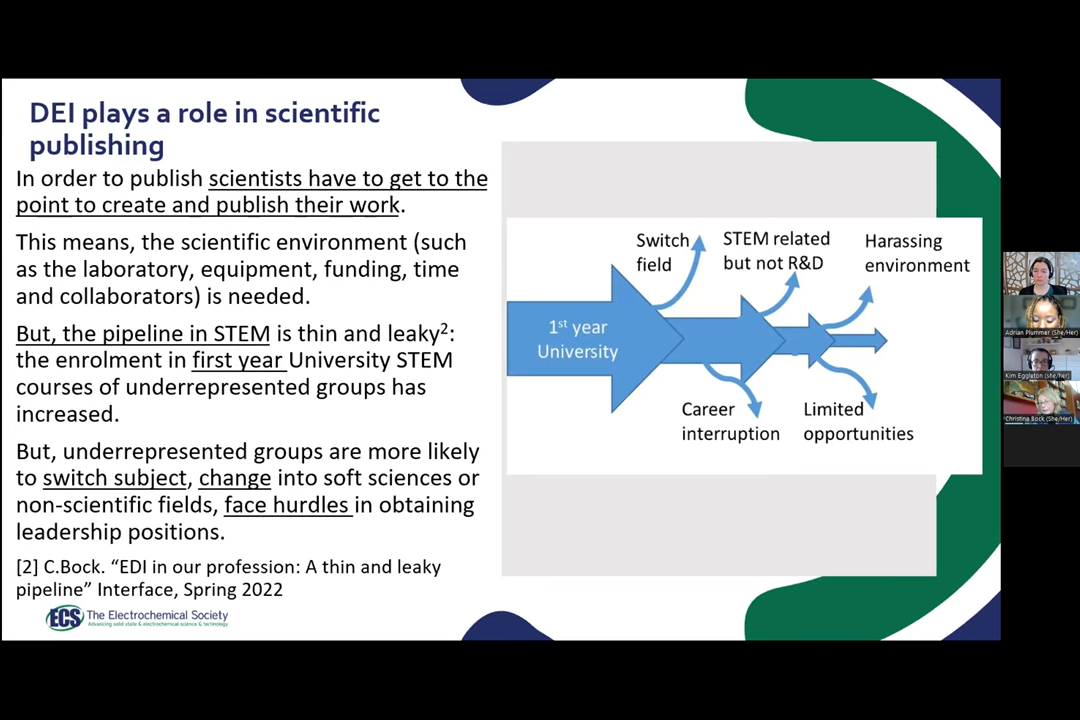 DEI plays a role in scientific
publishing
In order to publish scientists have to get to the
point to create and publish their work.
This means, the scientific environment (such
as the laboratory, equipment, funding, time
and collaborators) is needed.
But, the pipeline in STEM is thin and leaky²:
the enrolment in first year University STEM
courses of underrepresented groups has
increased.
But, underrepresented groups are more likely
to switch subject, change into soft sciences or
non-scientific fields, face hurdles in obtaining
leadership positions.
[2] C.Bock. “EDI in our profession: A thin and leaky
pipeline” Interface, Spring 2022
ECS The Electrochemical Society
Advancing solid state & electrochemical science & technology
1st year
University
Switch
field
STEM related
but not R&D
Harassing
environment
Career
interruption
Limited
opportunities
Adrian Plummer (She/Her)
Kim Eggleton (she/her)
Christina Bock (She/Her)